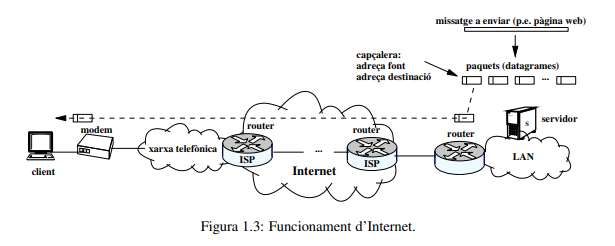 missatge a enviar (p.e. pàgina web)
capçalera:
adreça font
adreça destinació
paquets (datagrames)
...
modem
router
router
router
S
servidor
xarxa telefònica
ISP
...
ISP
Internet
LAN
client
Figura 1.3: Funcionament d'Internet.